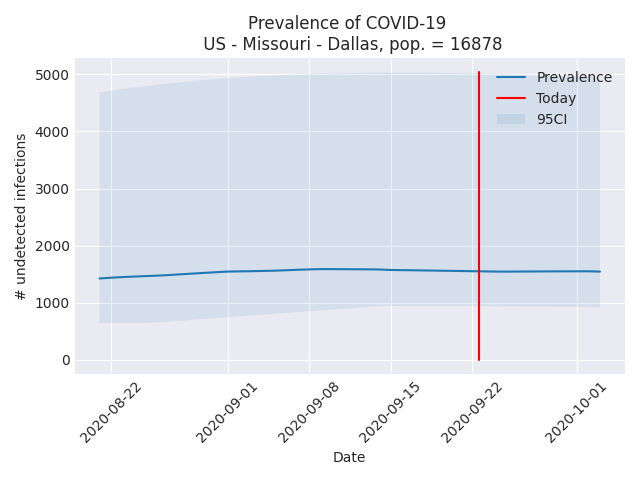 Prevalence of COVID-19
US - Missouri - Dallas, pop. = 16878
Prevalence
Today
95CI
# undetected infections
5000
4000
3000
2000
1000
0
2020-08-22
2020-09-01
2020-09-08
2020-09-15
2020-09-22
2020-10-01
Date